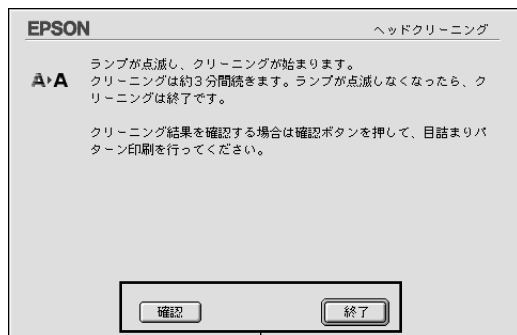 EPSON ヘッドクリーニング
ランプが点滅し、クリーニングが始まります。
クリーニングは約3分間続きます。ランプが点滅しなくなったら、ク
リーニングは終了です。
クリーニング結果を確認する場合は確認ボタンを押して、目詰まりパ
ターン印刷を行ってください。
確認 終了